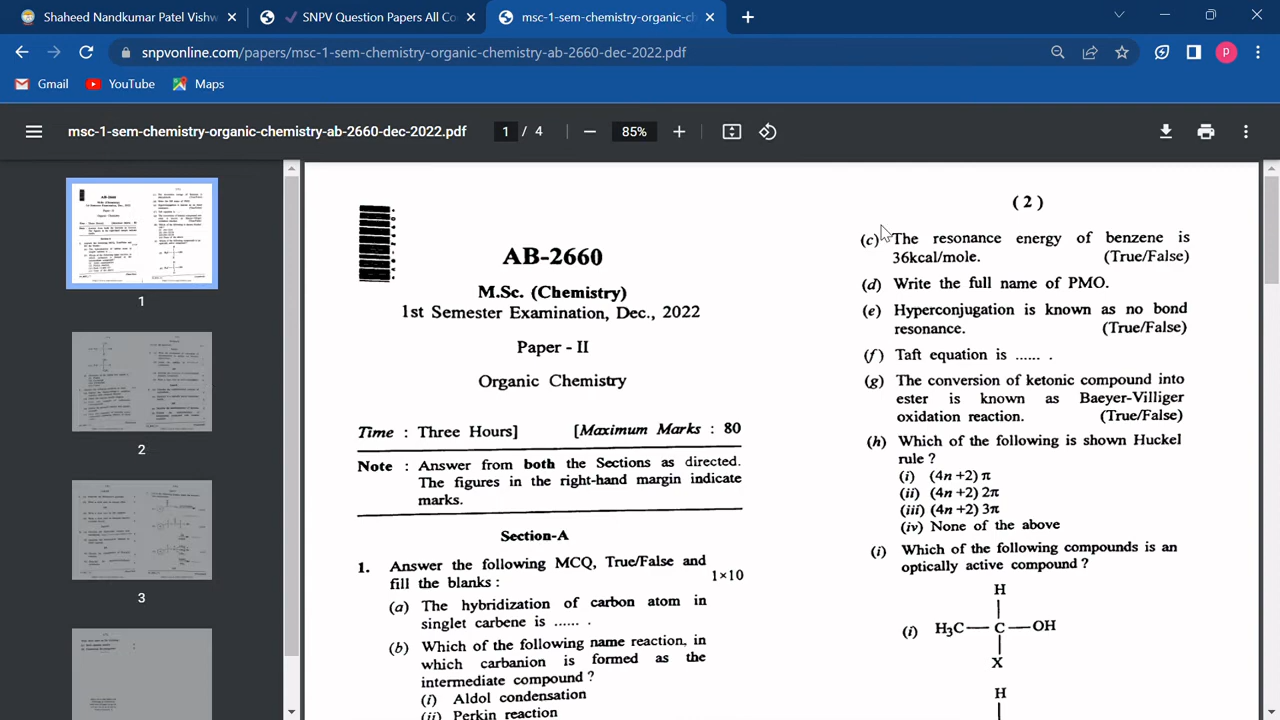 Shaheed Nandkumar Patel Vishw
SNPV Question Papers All Co
msc-1-sem-chemistry-organic-ch
snpvonline.com/papers/msc-1-sem-chemistry-organic-chemistry-ab-2660-dec-2022.pdf
P
Gmail
YouTube
Maps
msc-1-sem-chemistry-organic-chemistry-ab-2660-dec-2022.pdf
1 / 4
85%
1
2
3
AB-2660
M.Sc. (Chemistry)
1st Semester Examination, Dec., 2022
Paper - II
Organic Chemistry
Time : Three Hours] [Maximum Marks : 80
Note : Answer from both the Sections as directed.
The figures in the right-hand margin indicate
marks.
Section-A
1. Answer the following MCQ, True/False and
fill the blanks : 1×10
(a) The hybridization of carbon atom in
singlet carbene is ...... .
(b) Which of the following name reaction, in
which carbanion is formed as the
intermediate compound ?
(i) Aldol condensation
(ii) Perkin reaction
(2)
(c) The resonance energy of benzene is
36kcal/mole. (True/False)
(d) Write the full name of PMO.
(e) Hyperconjugation is known as no bond
resonance. (True/False)
(f) Taft equation is ...... .
(g) The conversion of ketonic compound into
ester is known as Baeyer-Villiger
oxidation reaction. (True/False)
(h) Which of the following is shown Huckel
rule ?
(i) (4n +2) π
(ii) (4n +2) 2π
(iii) (4n +2) 3π
(iv) None of the above
(i) Which of the following compounds is an
optically active compound ?
H
(i) H₃C—C—OH
X
H